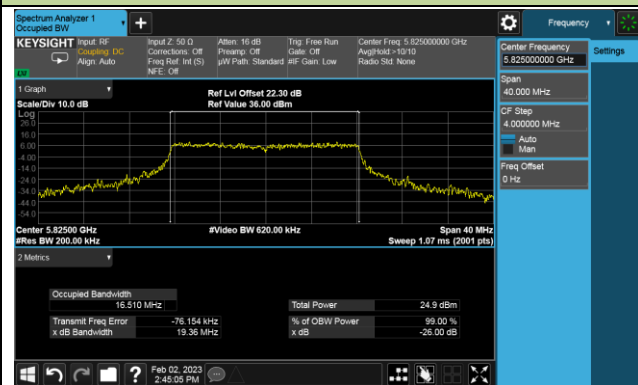 Spectrum Analyzer 1
Occupied BW
Frequency
KEYSIGHT
Input: RF
Coupling: DC
Align: Auto
Input Z: 50 Ω
Corrections: Off
Freq Ref: Int (S)
NFE: Off
Atten: 16 dB
Preamp: Off
µW Path: Standard
Trig: Free Run
Gate: Off
#IF Gain: Low
Center Freq: 5.825000000 GHz
Avg|Hold:>10/10
Radio Std: None
Center Frequency
5.825000000 GHz
Settings
Span
40.000 MHz
CF Step
4.000000 MHz
Auto
Man
Freq Offset
0 Hz
1 Graph
Scale/Div 10.0 dB
Ref Lvl Offset 22.30 dB
Ref Value 36.00 dBm
Log
26.0
16.0
6.00
-4.00
-14.0
-24.0
-34.0
-44.0
-54.0
Center 5.82500 GHz
#Res BW 200.00 kHz
#Video BW 620.00 kHz
Span 40 MHz
Sweep 1.07 ms (2001 pts)
2 Metrics
Occupied Bandwidth
16.510 MHz
Total Power 24.9 dBm
Transmit Freq Error -76.154 kHz
% of OBW Power 99.00 %
x dB Bandwidth 19.36 MHz
x dB -26.00 dB
?
Feb 02, 2023
2:45:05 PM